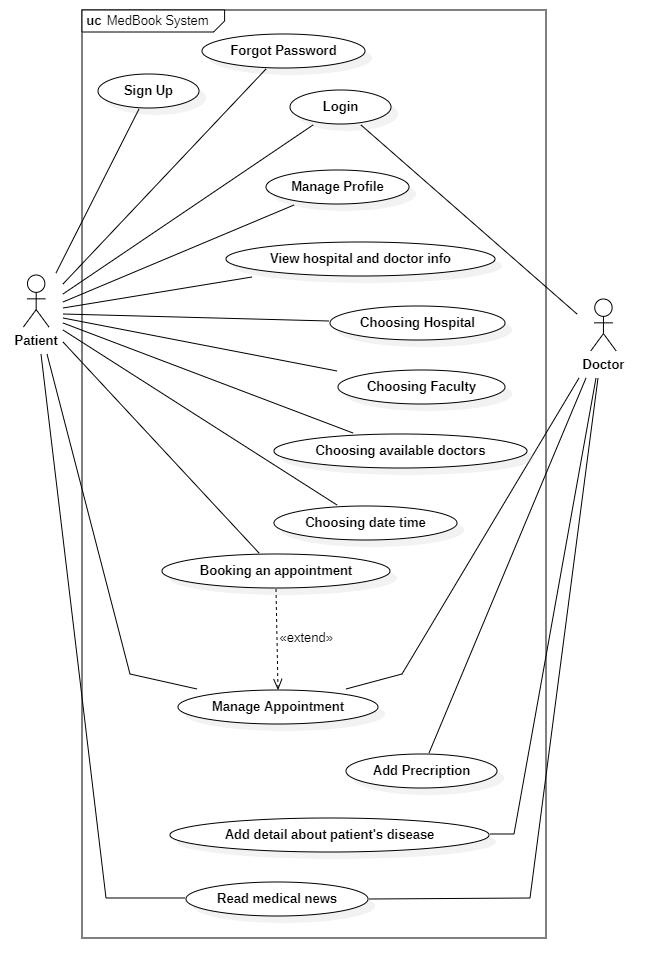 uc MedBook System
Forgot Password
Sign Up
Login
Manage Profile
View hospital and doctor info
Choosing Hospital
Patient
Doctor
Choosing Faculty
Choosing available doctors
Choosing date time
Booking an appointment
«extend»
Manage Appointment
Add Precription
Add detail about patient's disease
Read medical news